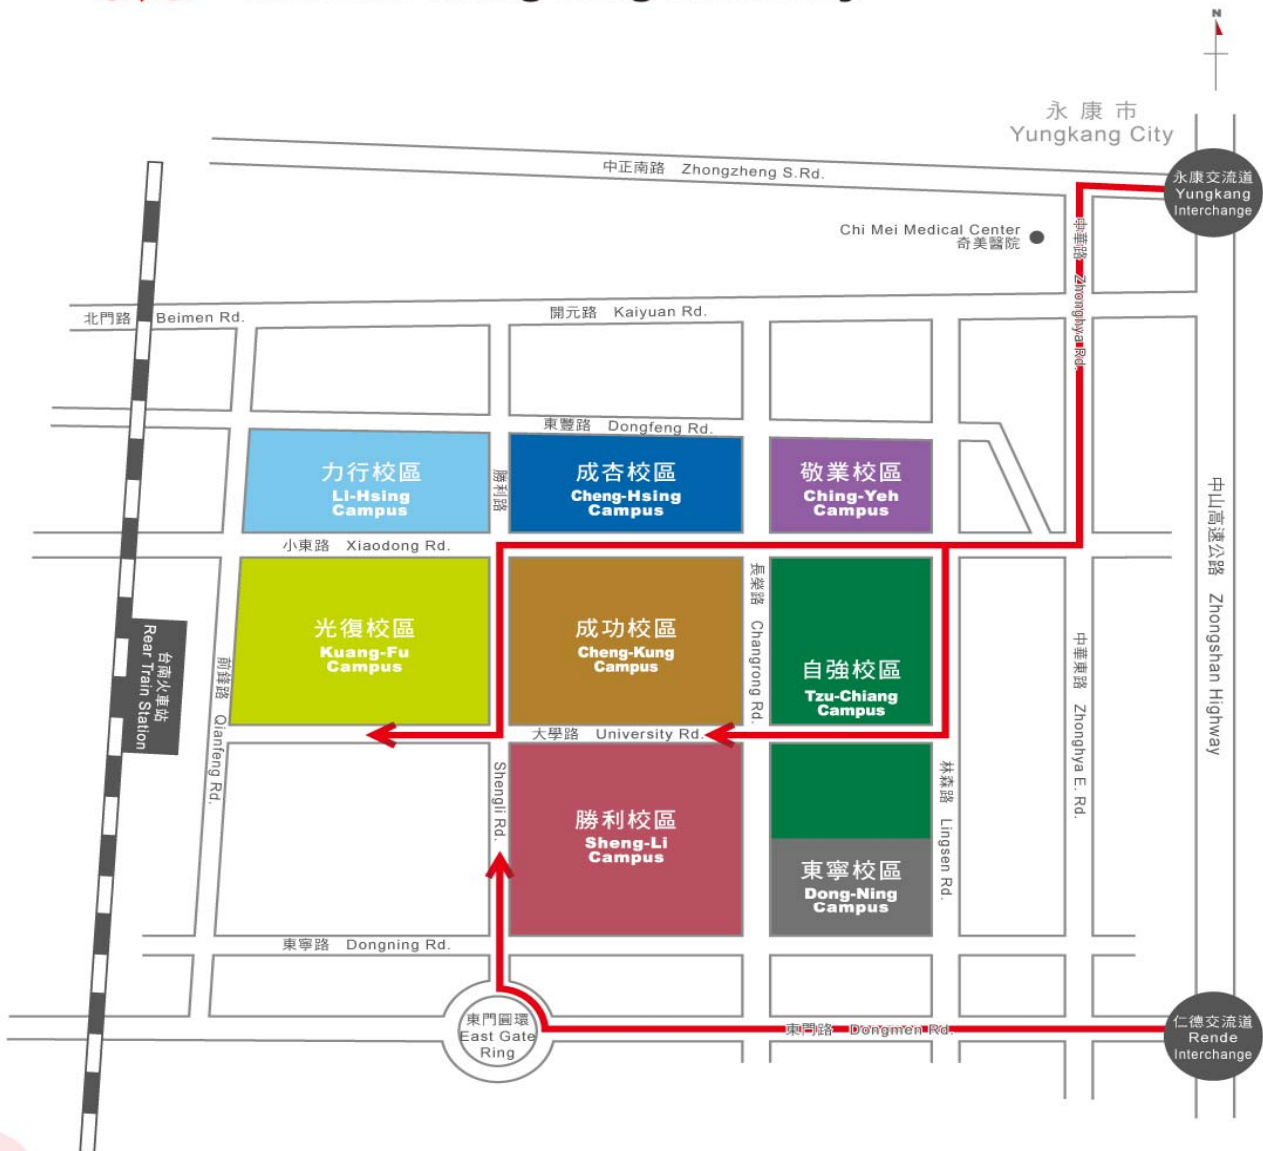 N
永康市
Yungkang City
永康交流道
Yungkang
Interchange
中正南路 Zhongzheng S.Rd.
Chi Mei Medical Center
奇美醫院
中華路 Zhonghya Rd.
北門路 Beimen Rd.
開元路 Kaiyuan Rd.
東豐路 Dongfeng Rd.
力行校區
Li-Hsing
Campus
勝利路
成杏校區
Cheng-Hsing
Campus
敬業校區
Ching-Yeh
Campus
中山高速公路 Zhongshan Highway
小東路 Xiaodong Rd.
光復校區
Kuang-Fu
Campus
成功校區
Cheng-Kung
Campus
長榮路 Changrong Rd.
自強校區
Tzu-Chiang
Campus
中華東路 Zhonghya E. Rd.
台南火車站
Rear Train Station
前鋒路 Qianfeng Rd.
大學路 University Rd.
Shengli Rd.
勝利校區
Sheng-Li
Campus
林森路 Lingsen Rd.
東寧校區
Dong-Ning
Campus
東寧路 Dongning Rd.
東門圓環
East Gate
Ring
東門路 Dongmen Rd.
仁德交流道
Rende
Interchange